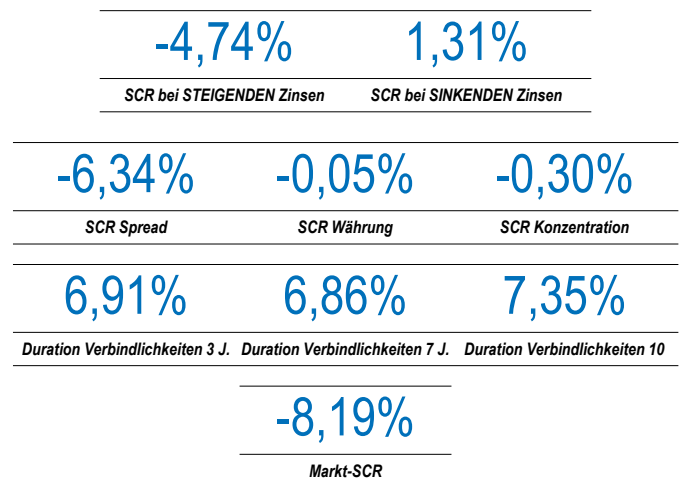 -4,74% 1,31%
SCR bei STEIGENDEN Zinsen SCR bei SINKENDEN Zinsen
-6,34% -0,05% -0,30%
SCR Spread SCR Währung SCR Konzentration
6,91% 6,86% 7,35%
Duration Verbindlichkeiten 3 J. Duration Verbindlichkeiten 7 J. Duration Verbindlichkeiten 10
-8,19%
Markt-SCR